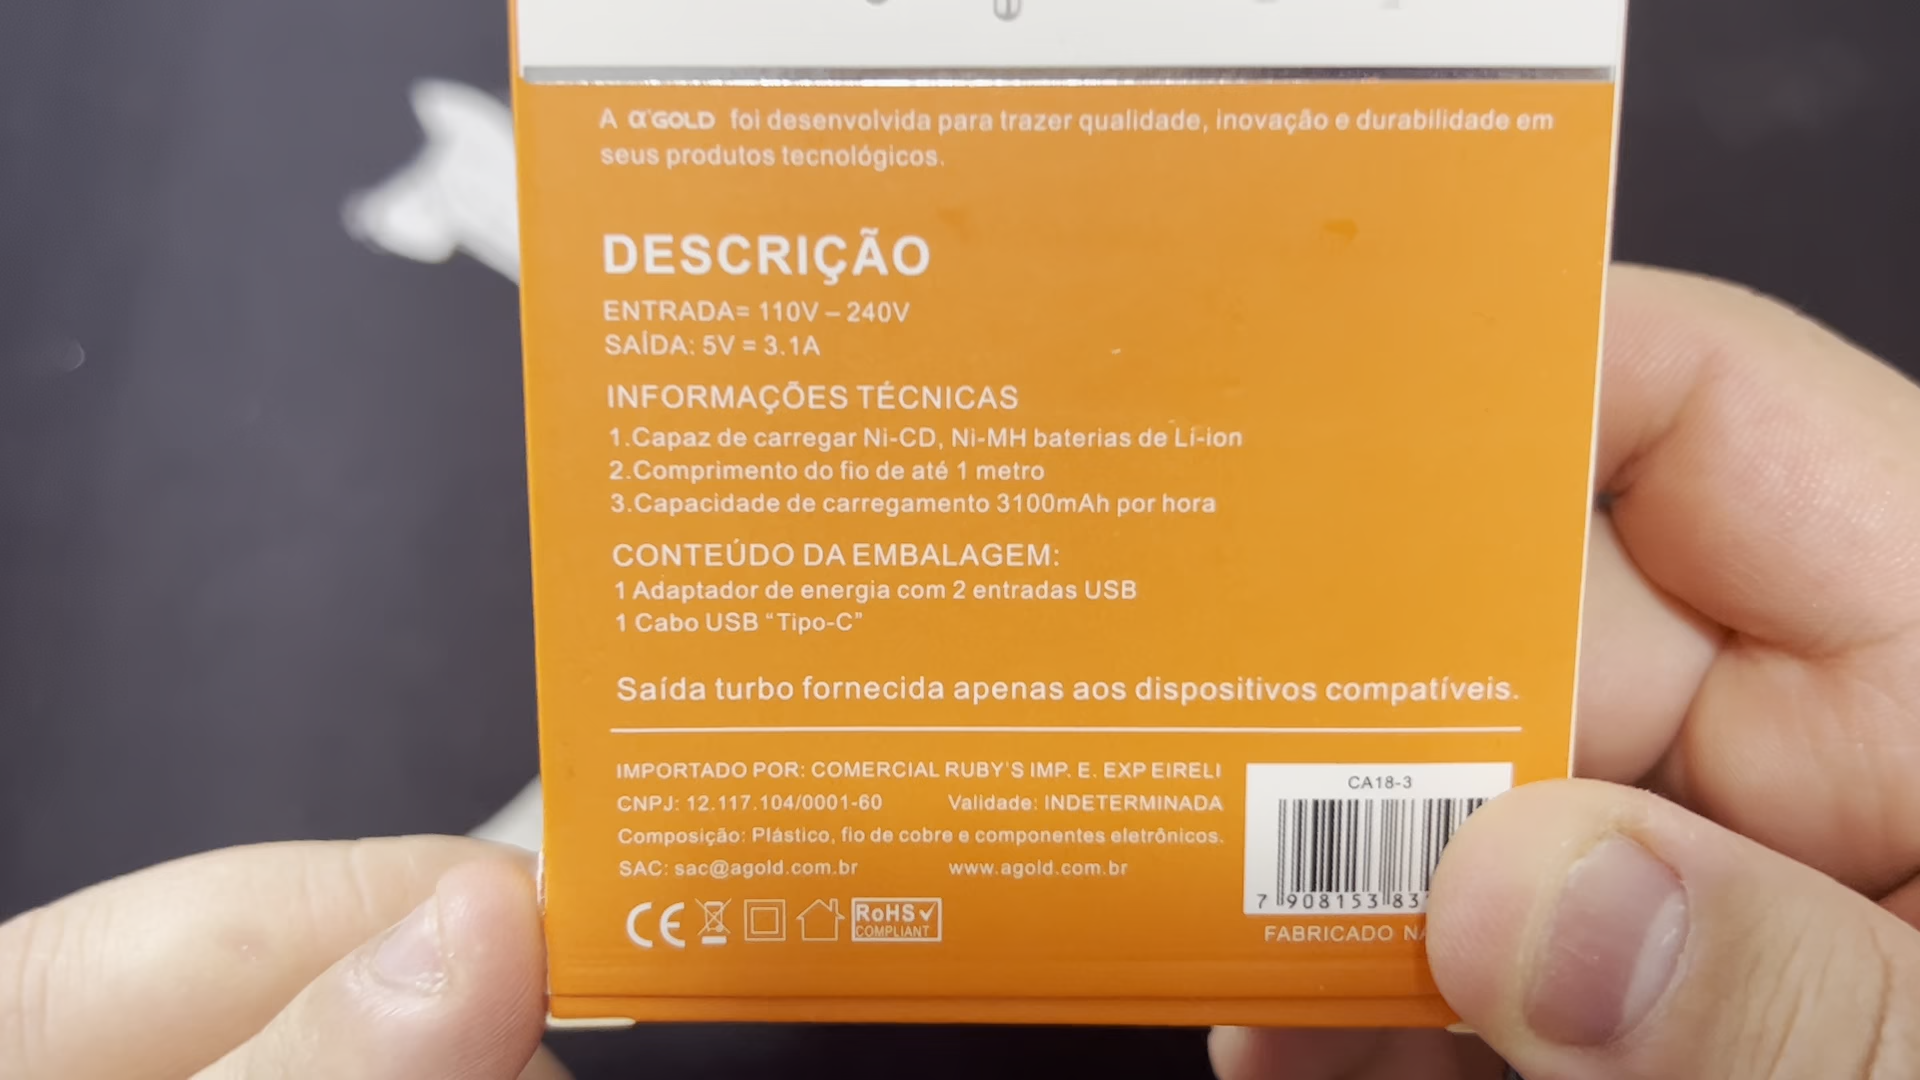 A α'GOLD foi desenvolvida para trazer qualidade, inovação e durabilidade em
seus produtos tecnológicos.
DESCRIÇÃO
ENTRADA= 110V – 240V
SAÍDA: 5V = 3.1A
INFORMAÇÕES TÉCNICAS
1.Capaz de carregar Ni-CD, Ni-MH baterias de Li-ion
2.Comprimento do fio de até 1 metro
3.Capacidade de carregamento 3100mAh por hora
CONTEÚDO DA EMBALAGEM:
1 Adaptador de energia com 2 entradas USB
1 Cabo USB “Tipo-C”
Saída turbo fornecida apenas aos dispositivos compatíveis.
IMPORTADO POR: COMERCIAL RUBY'S IMP. E. EXP EIRELI
CNPJ: 12.117.104/0001-60 Validade: INDETERMINADA
Composição: Plástico, fio de cobre e componentes eletrônicos.
SAC: sac@agold.com.br www.agold.com.br
CE RoHS
COMPLIANT
CA18-3
7 908153 83
FABRICADO